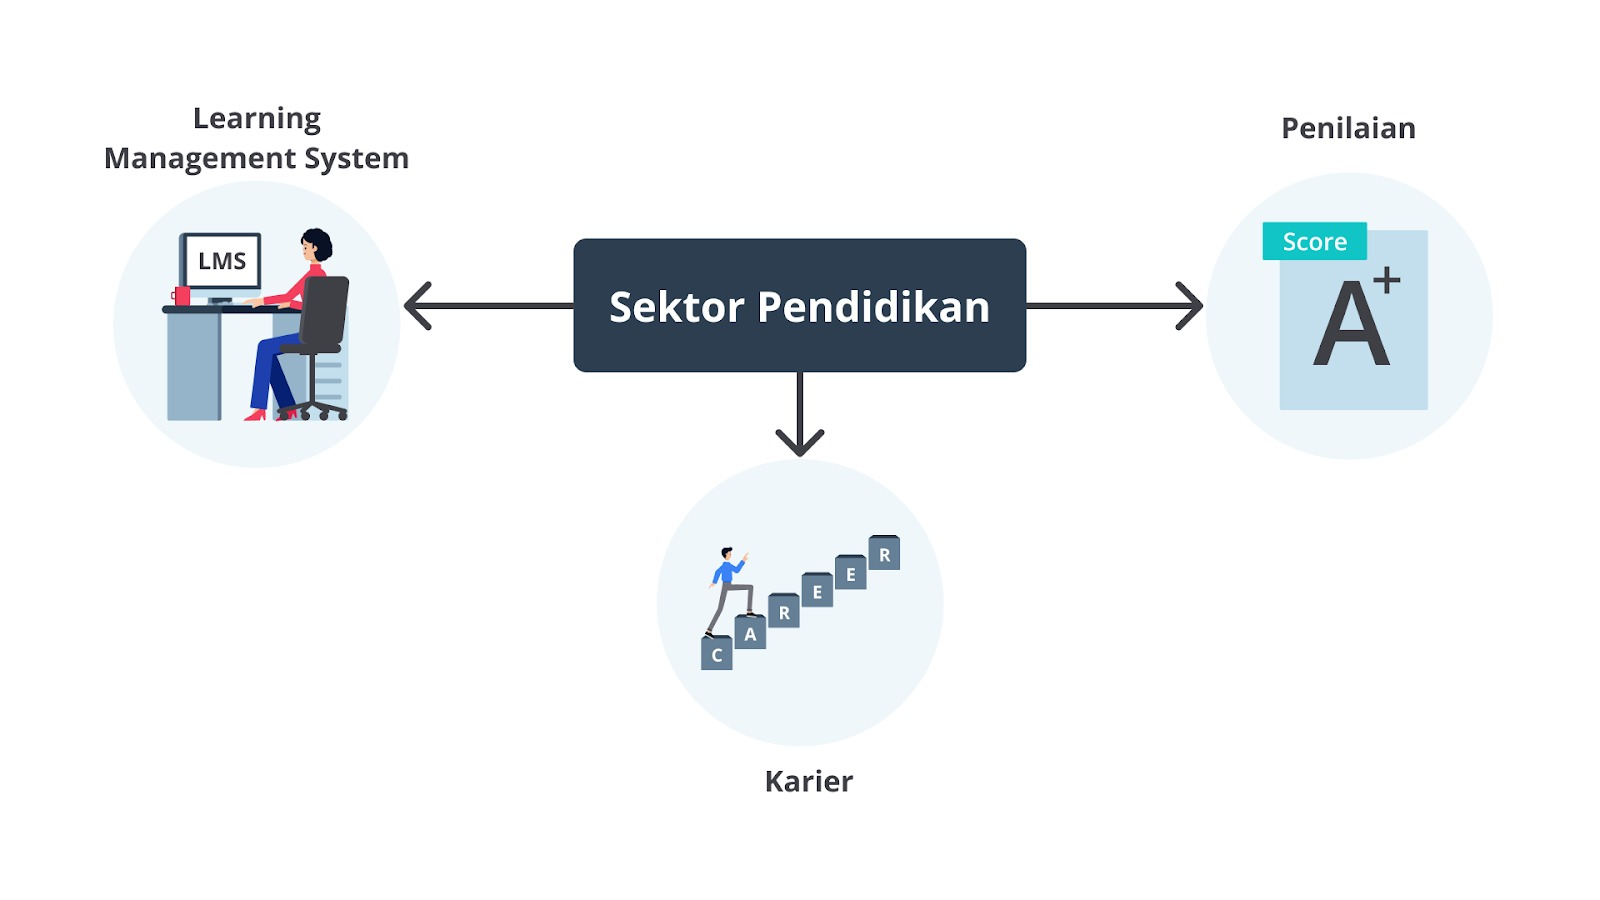 Learning
Management System
LMS
Sektor Pendidikan
Penilaian
Score
A+
C A R E E R
Karier